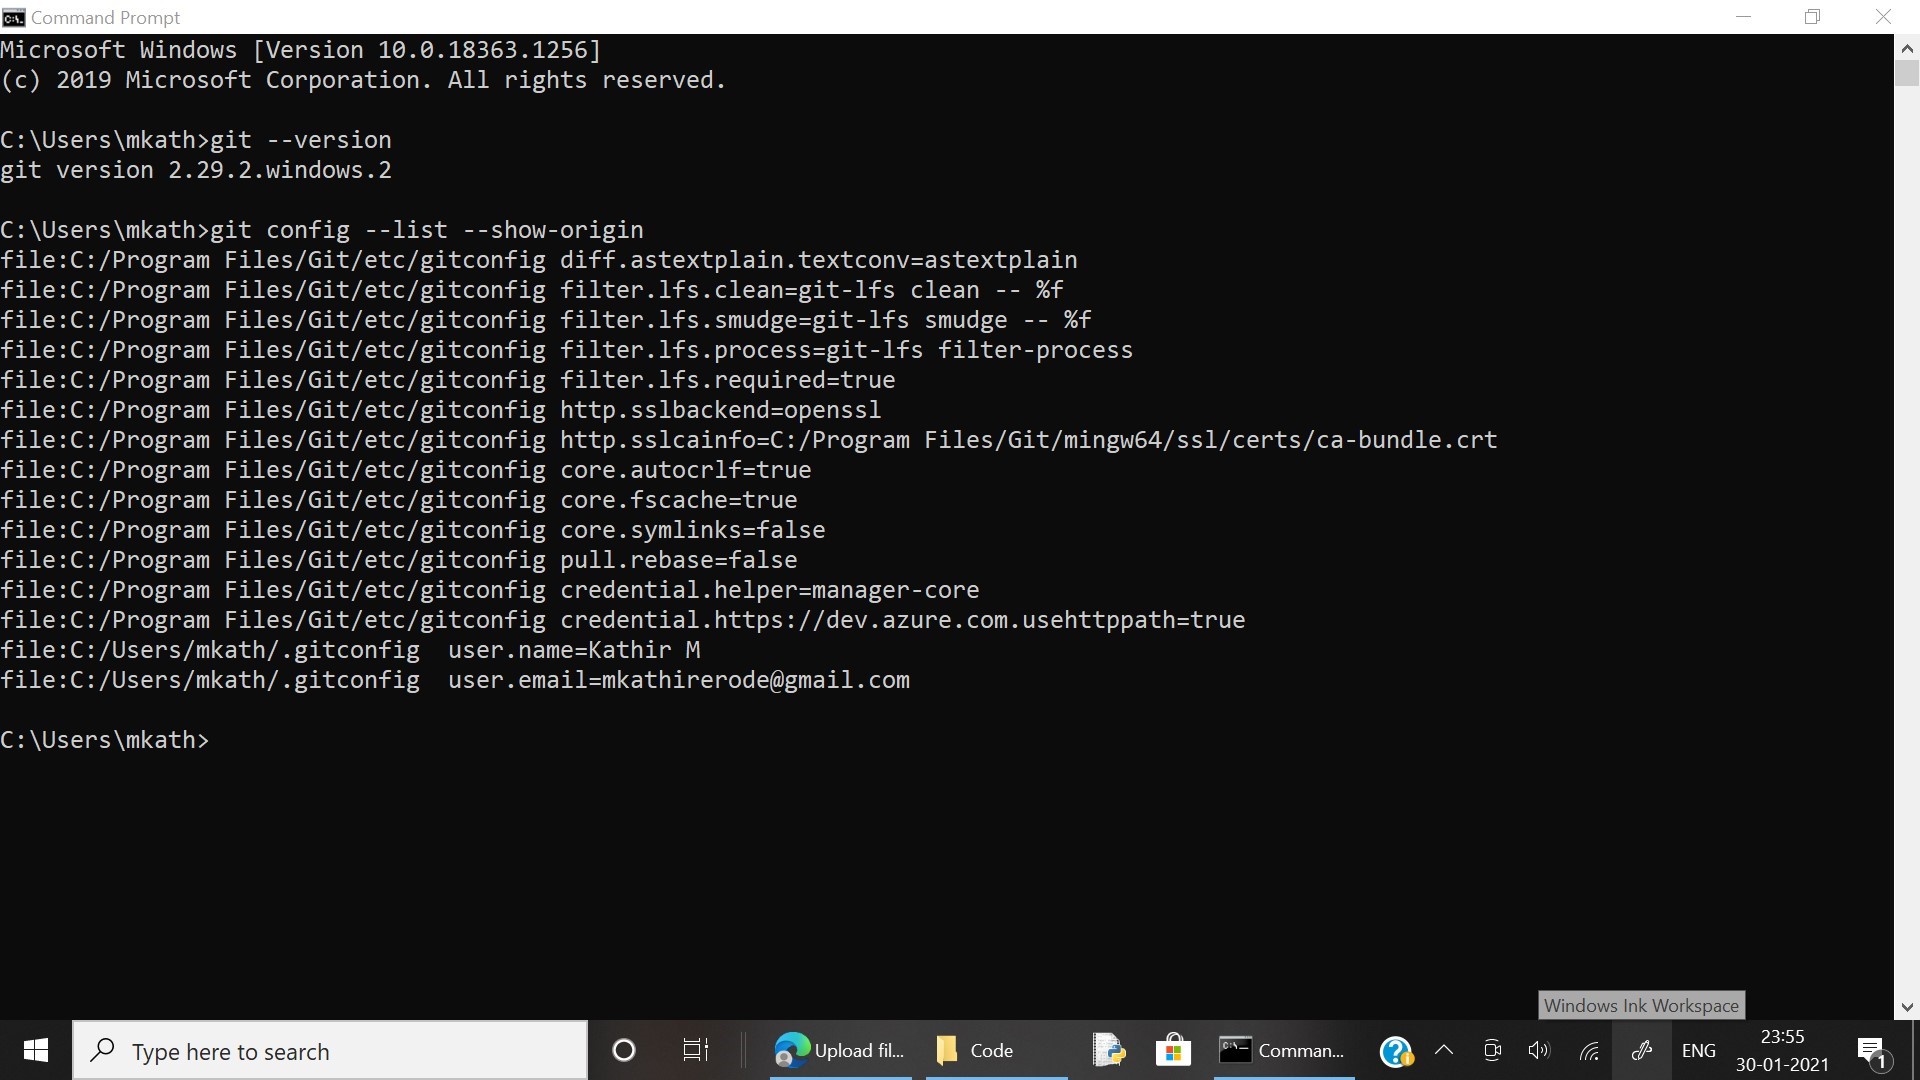 Command Prompt
Microsoft Windows [Version 10.0.18363.1256]
(c) 2019 Microsoft Corporation. All rights reserved.
C:\Users\mkath>git --version
git version 2.29.2.windows.2
C:\Users\mkath>git config --list --show-origin
file:C:/Program Files/Git/etc/gitconfig diff.astextplain.textconv=astextplain
file:C:/Program Files/Git/etc/gitconfig filter.lfs.clean=git-lfs clean -- %f
file:C:/Program Files/Git/etc/gitconfig filter.lfs.smudge=git-lfs smudge -- %f
file:C:/Program Files/Git/etc/gitconfig filter.lfs.process=git-lfs filter-process
file:C:/Program Files/Git/etc/gitconfig filter.lfs.required=true
file:C:/Program Files/Git/etc/gitconfig http.sslbackend=openssl
file:C:/Program Files/Git/etc/gitconfig http.sslcainfo=C:/Program Files/Git/mingw64/ssl/certs/ca-bundle.crt
file:C:/Program Files/Git/etc/gitconfig core.autocrlf=true
file:C:/Program Files/Git/etc/gitconfig core.fscache=true
file:C:/Program Files/Git/etc/gitconfig core.symlinks=false
file:C:/Program Files/Git/etc/gitconfig pull.rebase=false
file:C:/Program Files/Git/etc/gitconfig credential.helper=manager-core
file:C:/Program Files/Git/etc/gitconfig credential.https://dev.azure.com.usehttppath=true
file:C:/Users/mkath/.gitconfig  user.name=Kathir M
file:C:/Users/mkath/.gitconfig  user.email=mkathirerode@gmail.com
C:\Users\mkath>
Windows Ink Workspace
Type here to search
Upload fil...
Code
Comman...
ENG
23:55
30-01-2021
1